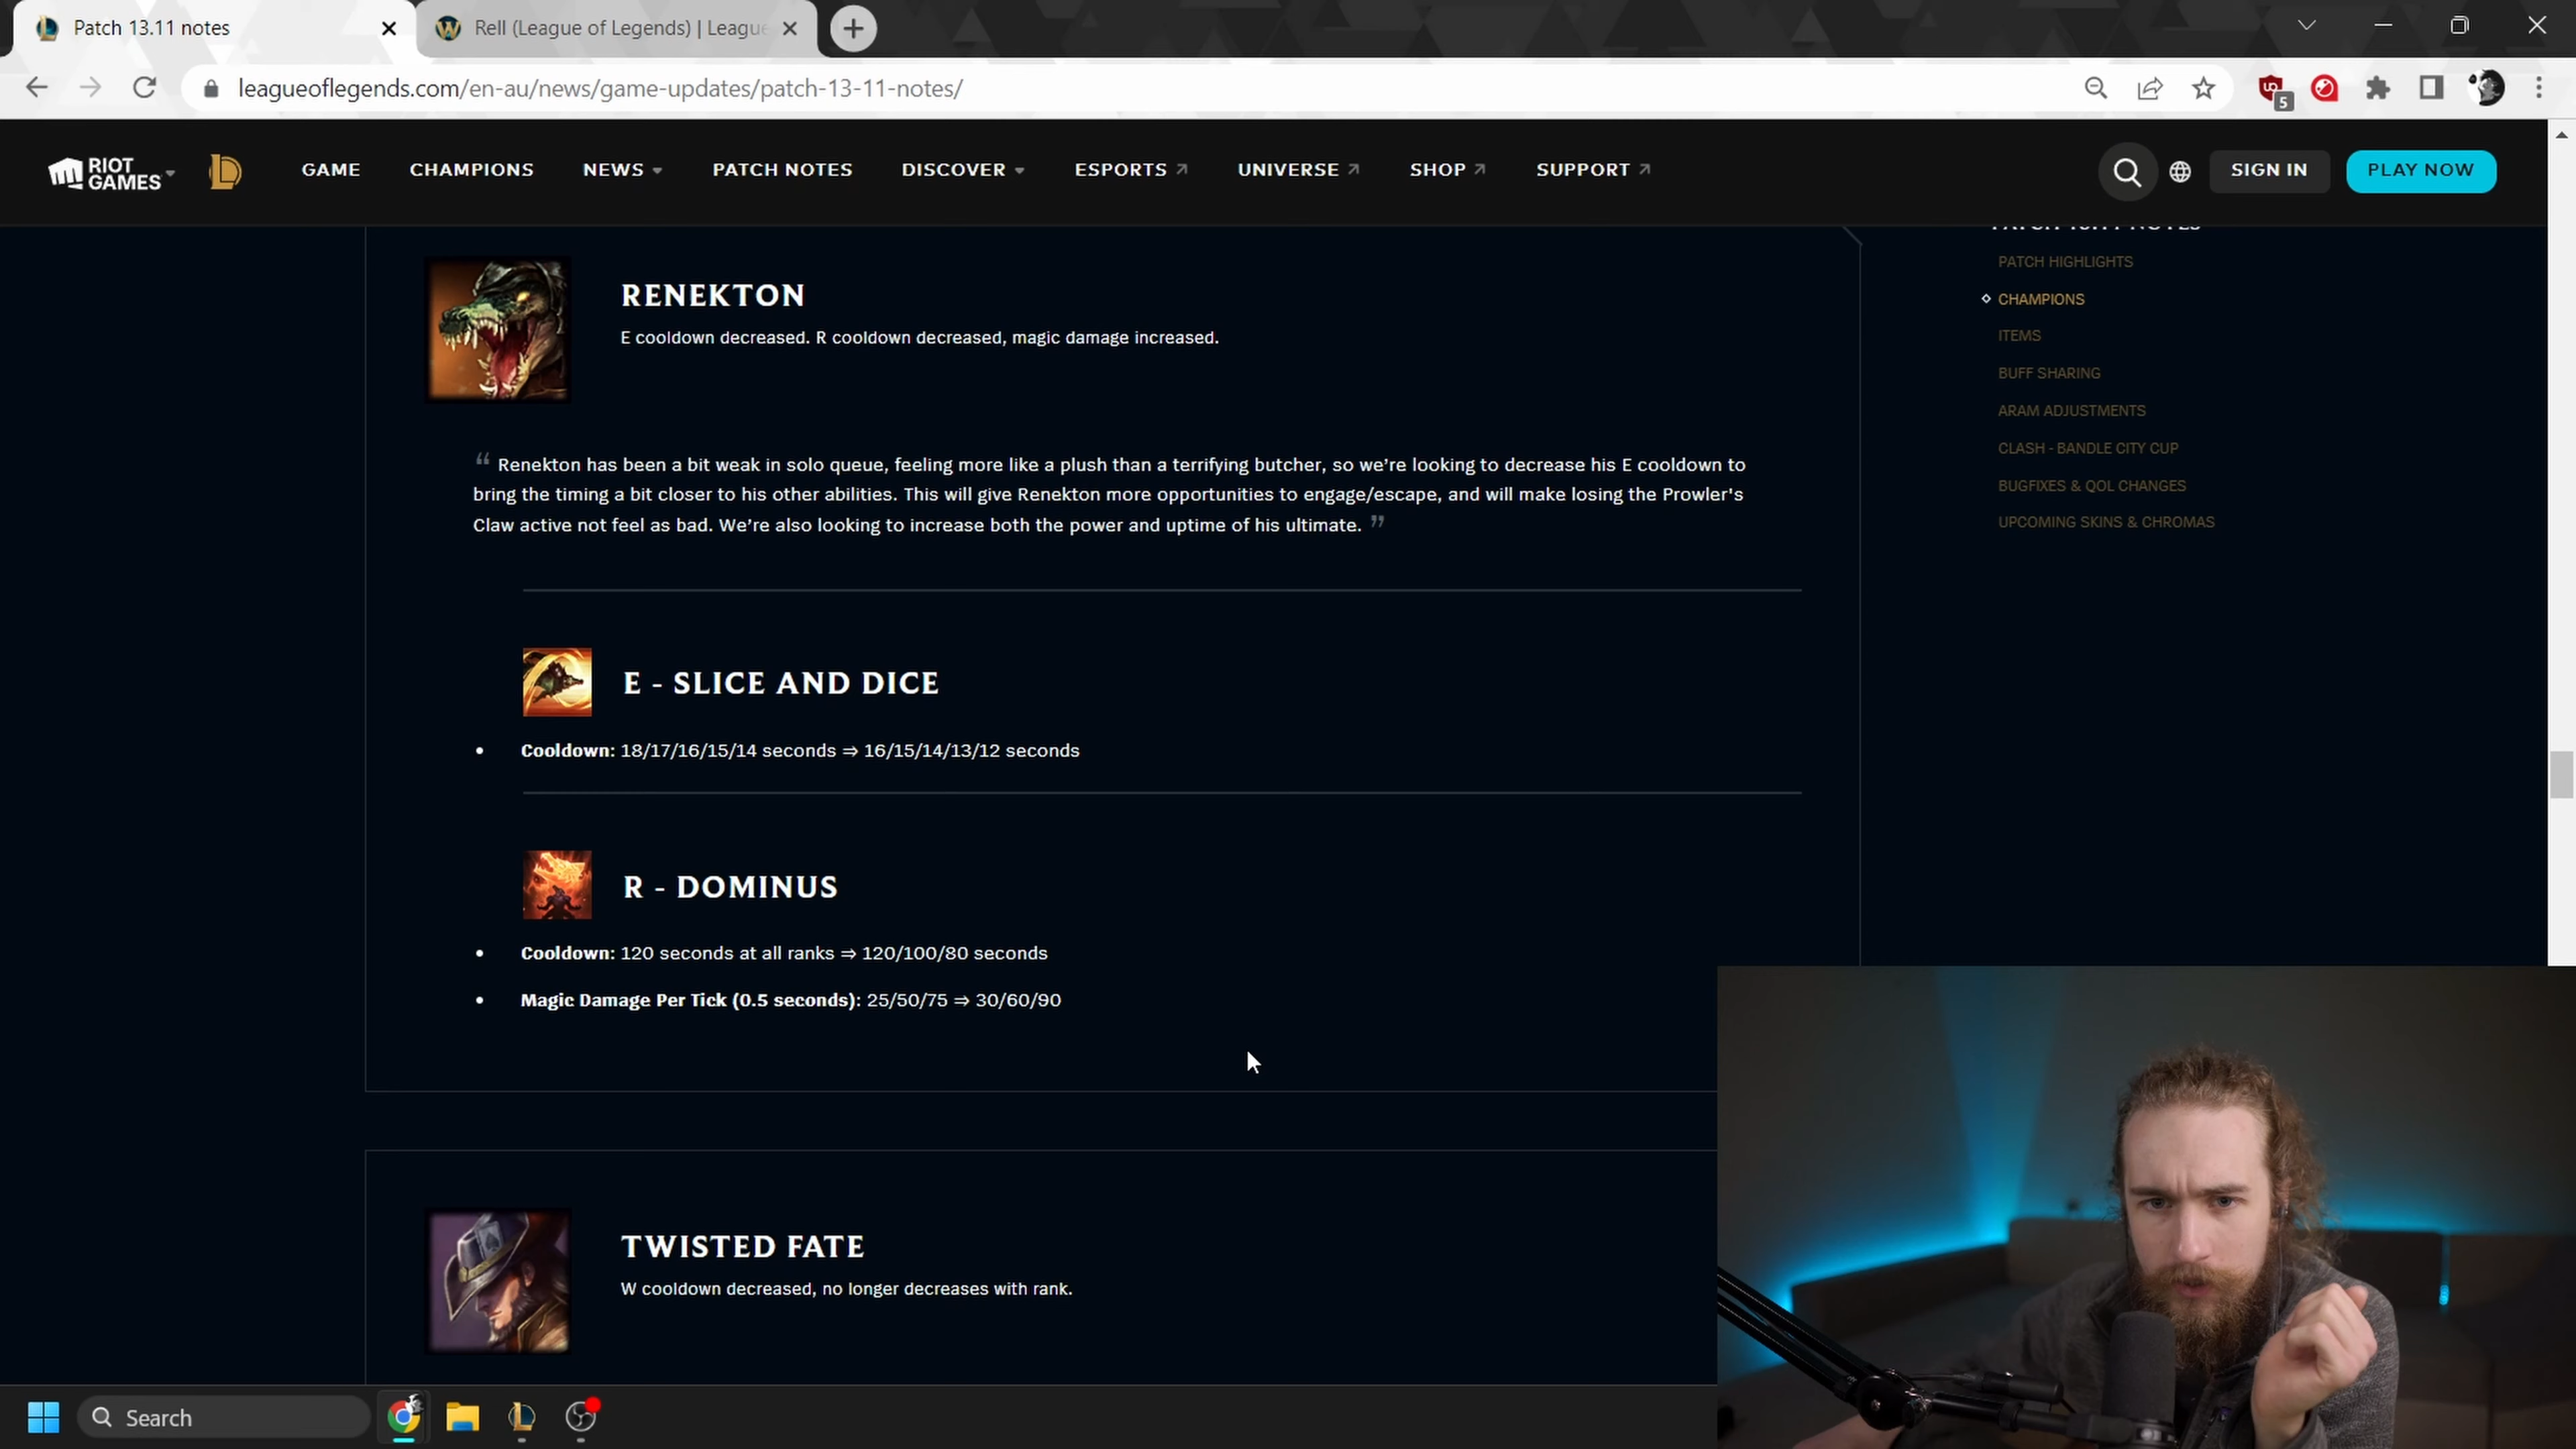 Patch 13.11 notes
Rell (League of Legends) | League
leagueoflegends.com/en-au/news/game-updates/patch-13-11-notes/
5
RIOT GAMES
GAME
CHAMPIONS
NEWS
PATCH NOTES
DISCOVER
ESPORTS
UNIVERSE
SHOP
SUPPORT
SIGN IN
PLAY NOW
PATCH 13.11 NOTES
PATCH HIGHLIGHTS
CHAMPIONS
ITEMS
BUFF SHARING
ARAM ADJUSTMENTS
CLASH - BANDLE CITY CUP
BUGFIXES & QOL CHANGES
UPCOMING SKINS & CHROMAS
RENEKTON
E cooldown decreased. R cooldown decreased, magic damage increased.
“ Renekton has been a bit weak in solo queue, feeling more like a plush than a terrifying butcher, so we’re looking to decrease his E cooldown to
bring the timing a bit closer to his other abilities. This will give Renekton more opportunities to engage/escape, and will make losing the Prowler's
Claw active not feel as bad. We’re also looking to increase both the power and uptime of his ultimate. ”
E - SLICE AND DICE
• Cooldown: 18/17/16/15/14 seconds ⇒ 16/15/14/13/12 seconds
R - DOMINUS
• Cooldown: 120 seconds at all ranks ⇒ 120/100/80 seconds
• Magic Damage Per Tick (0.5 seconds): 25/50/75 ⇒ 30/60/90
TWISTED FATE
W cooldown decreased, no longer decreases with rank.
Search